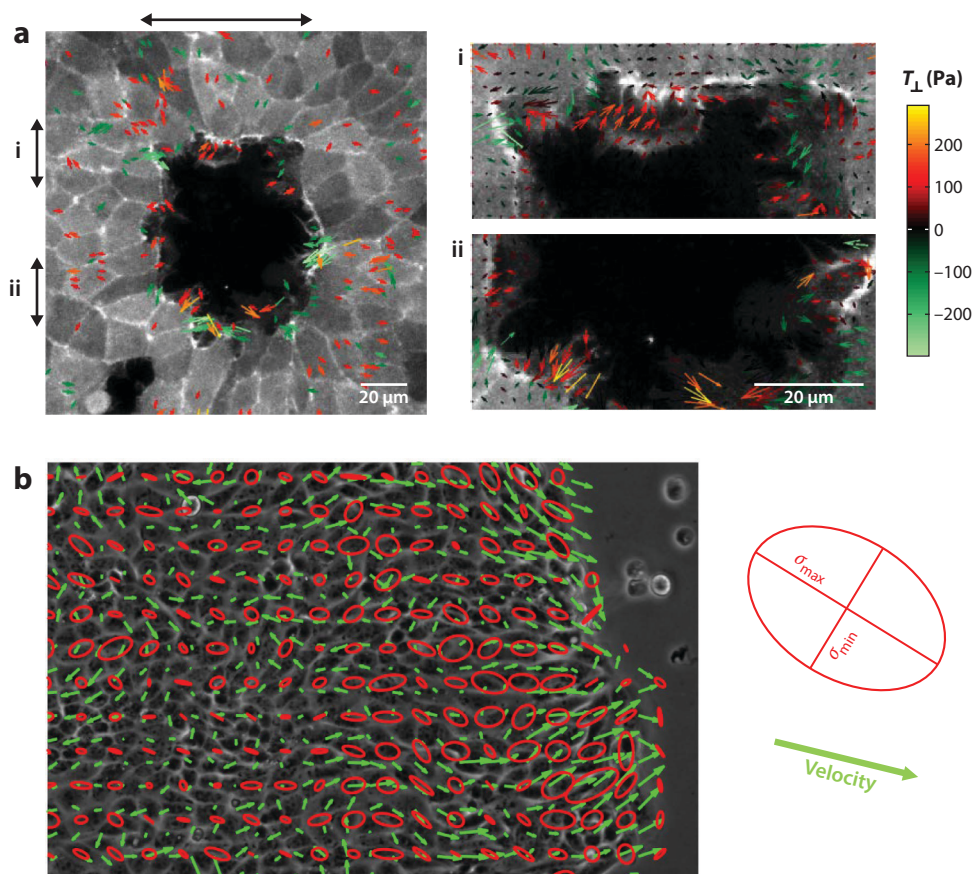 a
i
ii
20 µm
i
ii
20 µm
T⊥ (Pa)
200
100
0
−100
−200
b
σmax
σmin
Velocity